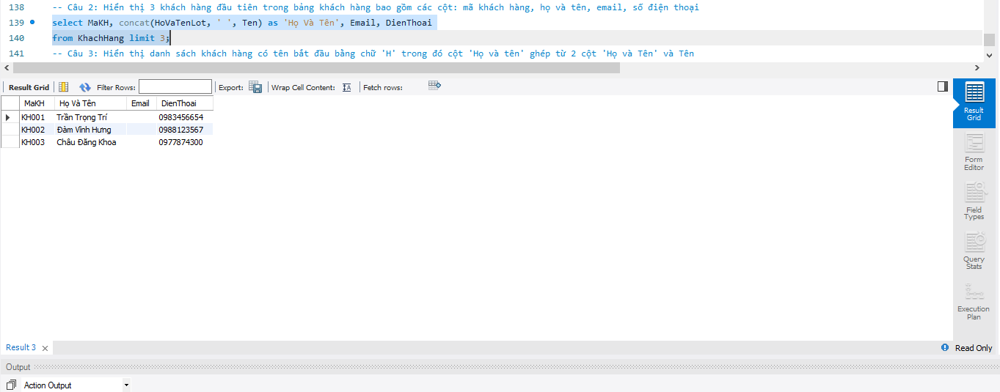 138 -- Câu 2: Hiển thị 3 khách hàng đầu tiên trong bảng khách hàng bao gồm các cột: mã khách hàng, họ và tên, email, số điện thoại
139 select MaKH, concat(HoVaTenLot, ' ', Ten) as 'Họ Và Tên', Email, DienThoai
140 from KhachHang limit 3;
141 -- Câu 3: Hiển thị danh sách khách hàng có tên bắt đầu bằng chữ 'H' trong đó cột 'Họ và tên' ghép từ 2 cột 'Họ và Tên' và Tên
Result Grid Filter Rows: Export: Wrap Cell Content: Fetch rows:
MaKH Họ Và Tên Email DienThoai
KH001 Trần Trọng Trí 0983456654
KH002 Đàm Vĩnh Hưng 0988123567
KH003 Châu Đăng Khoa 0977874300
Result
Grid
Form
Editor
Field
Types
Query
Stats
Execution
Plan
Result 3 Read Only
Output
Action Output